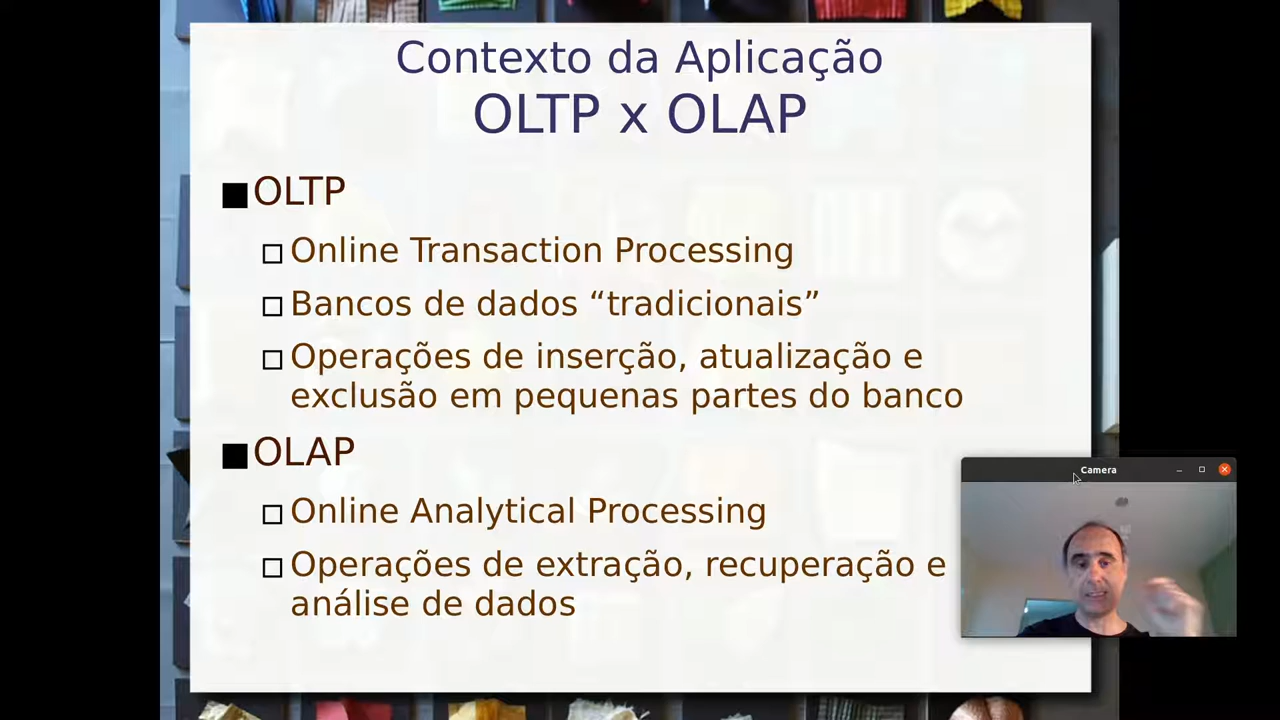 Contexto da Aplicação
OLTP x OLAP
OLTP
Online Transaction Processing
Bancos de dados “tradicionais”
Operações de inserção, atualização e
exclusão em pequenas partes do banco
OLAP
Online Analytical Processing
Operações de extração, recuperação e
análise de dados
Camera